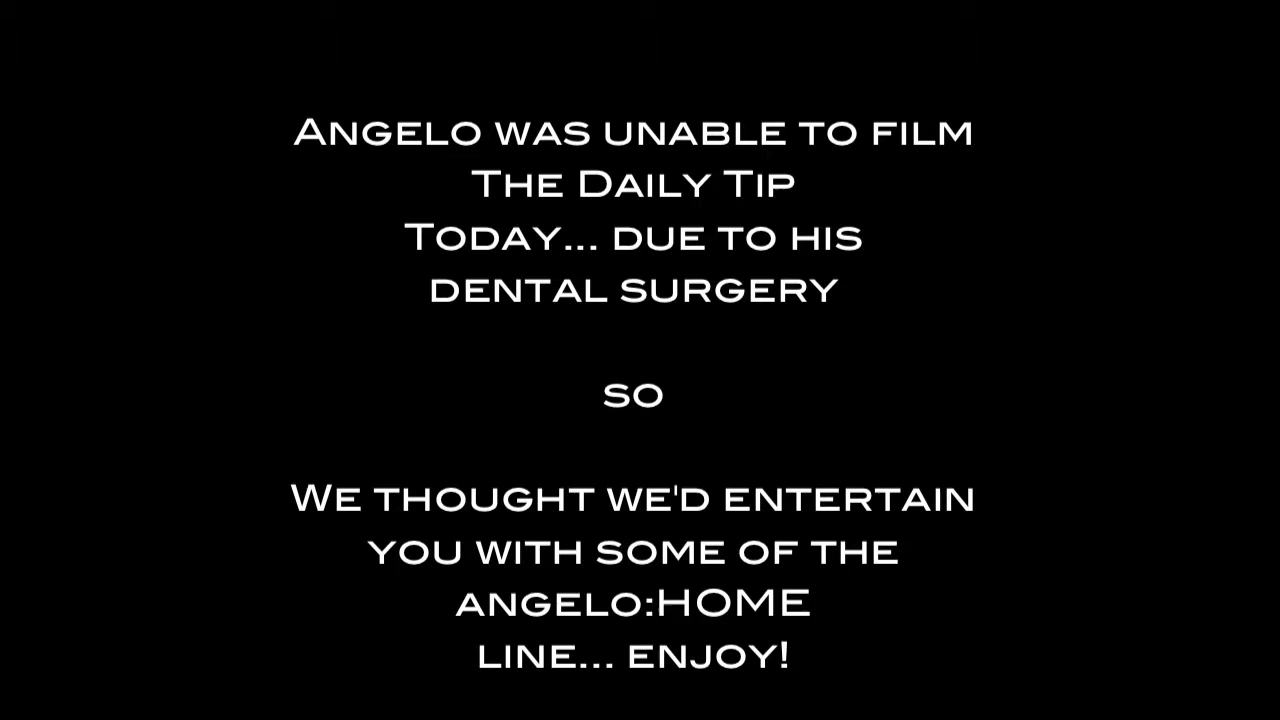 Angelo was unable to film
The Daily Tip
Today... due to his
dental surgery
so
We thought we'd entertain
you with some of the
angelo:HOME
line... enjoy!